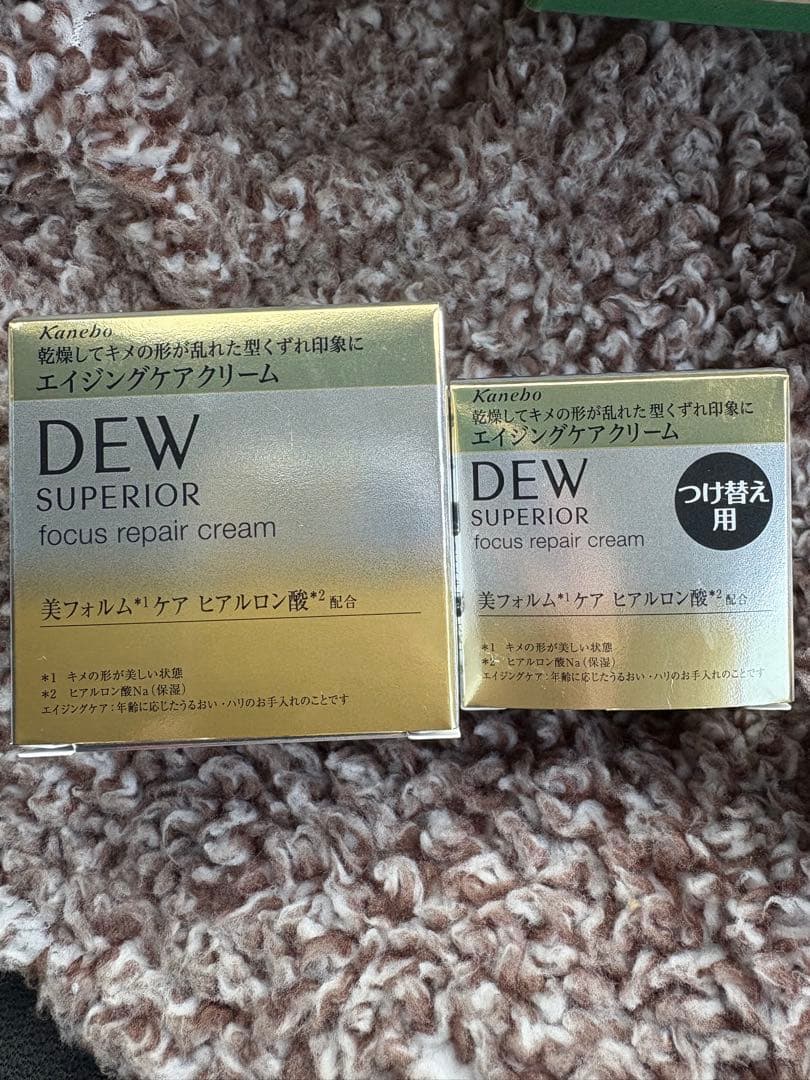 Kanebo
乾燥してキメの形が乱れた型くずれ印象に
エイジングケアクリーム
DEW
SUPERIOR
focus repair cream
美フォルム*1ケア ヒアルロン酸*2 配合
*1 キメの形が美しい状態
*2 ヒアルロン酸Na(保湿)
エイジングケア:年齢に応じたうるおい・ハリのお手入れのことです
Kanebo
乾燥してキメの形が乱れた型くずれ印象に
エイジングケアクリーム
DEW
SUPERIOR
focus repair cream
つけ替え
用
美フォルム*1ケア ヒアルロン酸*2 配合
*1 キメの形が美しい状態
*2 ヒアルロン酸Na(保湿)
エイジングケア:年齢に応じたうるおい・ハリのお手入れのことです